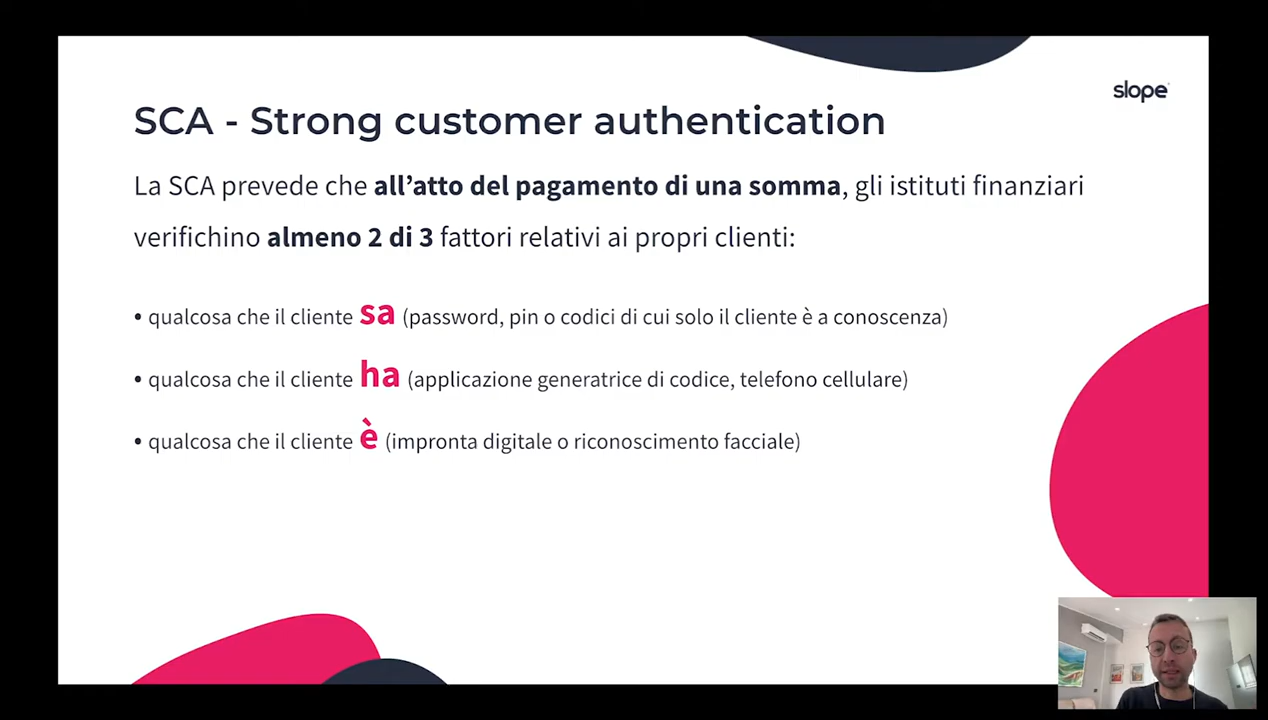 slope
SCA - Strong customer authentication
La SCA prevede che all’atto del pagamento di una somma, gli istituti finanziari
verifichino almeno 2 di 3 fattori relativi ai propri clienti:
• qualcosa che il cliente sa (password, pin o codici di cui solo il cliente è a conoscenza)
• qualcosa che il cliente ha (applicazione generatrice di codice, telefono cellulare)
• qualcosa che il cliente è (impronta digitale o riconoscimento facciale)